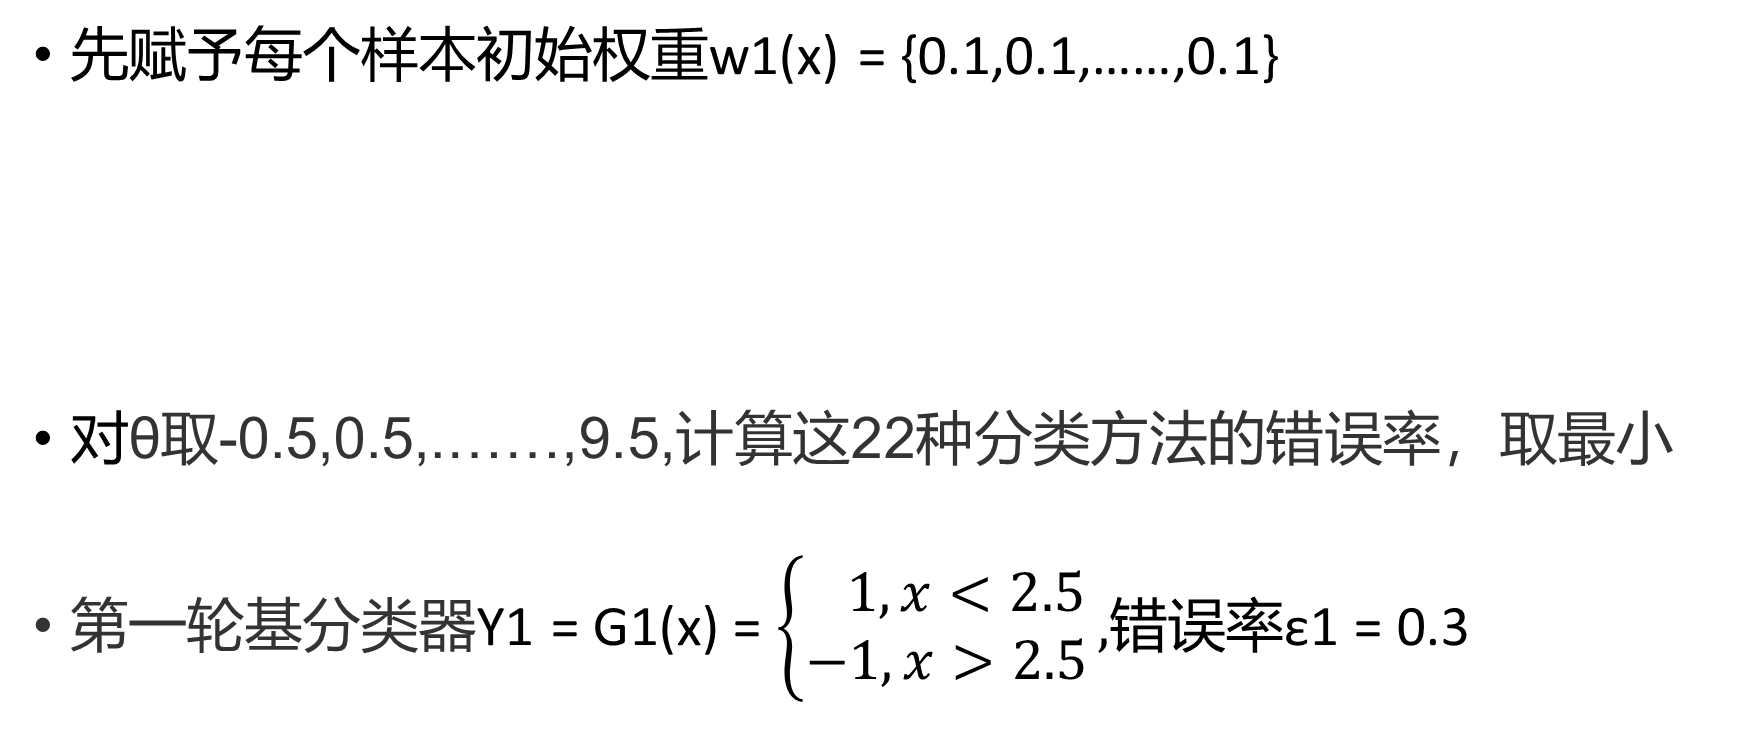 • 先赋予每个样本初始权重w1(x) = {0.1,0.1,……,0.1}
• 对θ取-0.5,0.5,…….,9.5,计算这22种分类方法的错误率，取最小
• 第一轮基分类器Y1 = G1(x) = { 1, x < 2.5
−1, x > 2.5 ,错误率ε1 = 0.3